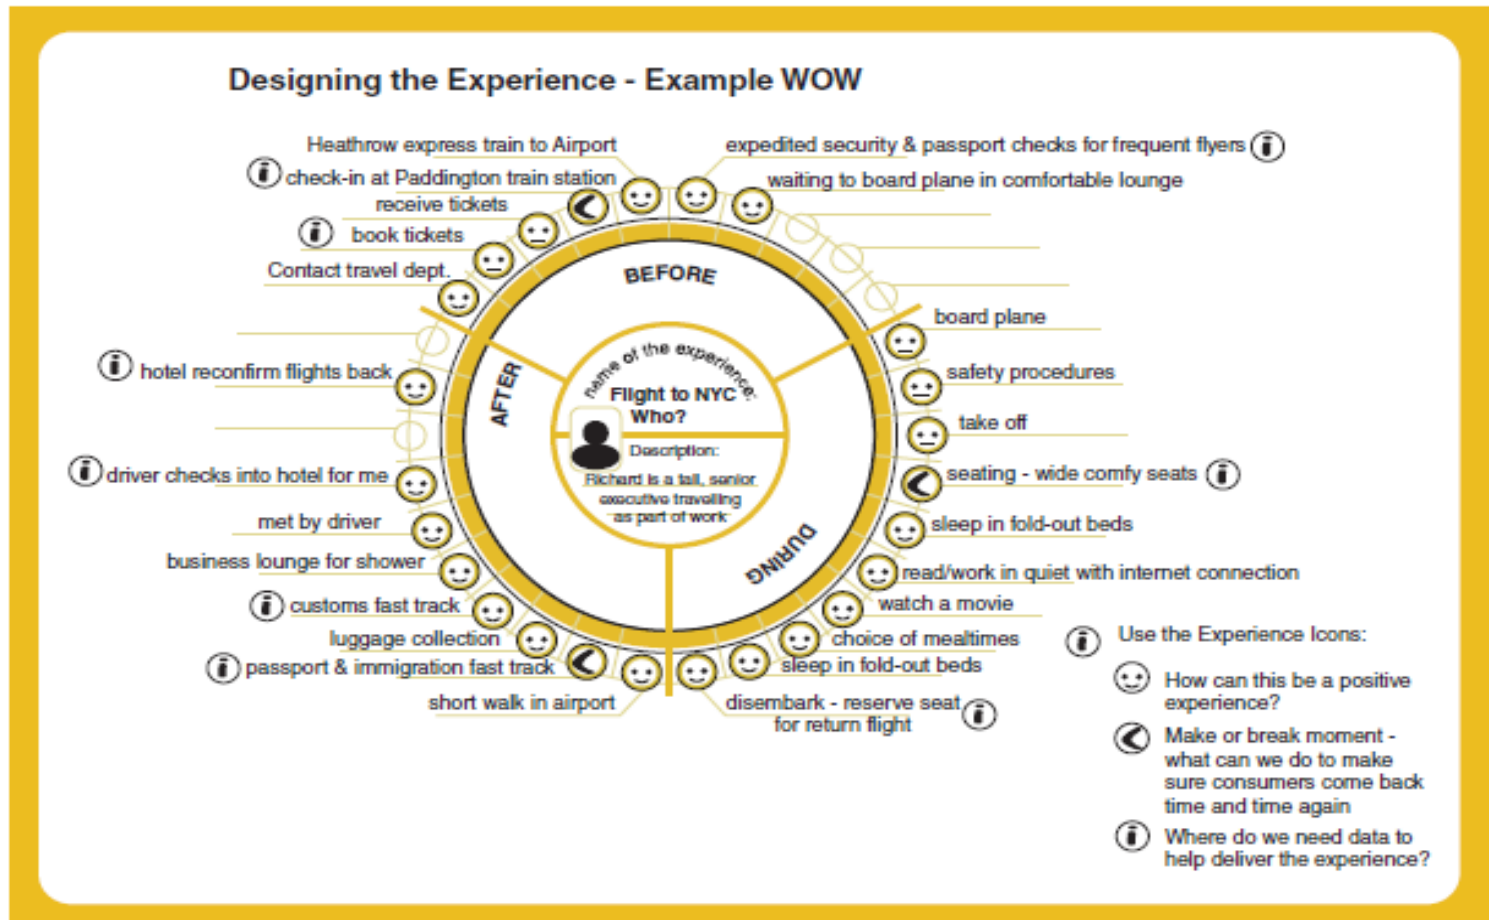 Designing the Experience - Example WOW
Heathrow express train to Airport
check-in at Paddington train station
receive tickets
book tickets
Contact travel dept.
expedited security & passport checks for frequent flyers
waiting to board plane in comfortable lounge
BEFORE
board plane
safety procedures
take off
seating - wide comfy seats
sleep in fold-out beds
read/work in quiet with internet connection
watch a movie
choice of mealtimes
sleep in fold-out beds
disembark - reserve seat
for return flight
DURING
hotel reconfirm flights back
driver checks into hotel for me
met by driver
business lounge for shower
customs fast track
luggage collection
passport & immigration fast track
short walk in airport
AFTER
name of the experience:
Flight to NYC
Who?
Description:
Richard is a tall, senior
executive travelling
as part of work
Use the Experience Icons:
How can this be a positive
experience?
Make or break moment -
what can we do to make
sure consumers come back
time and time again
Where do we need data to
help deliver the experience?